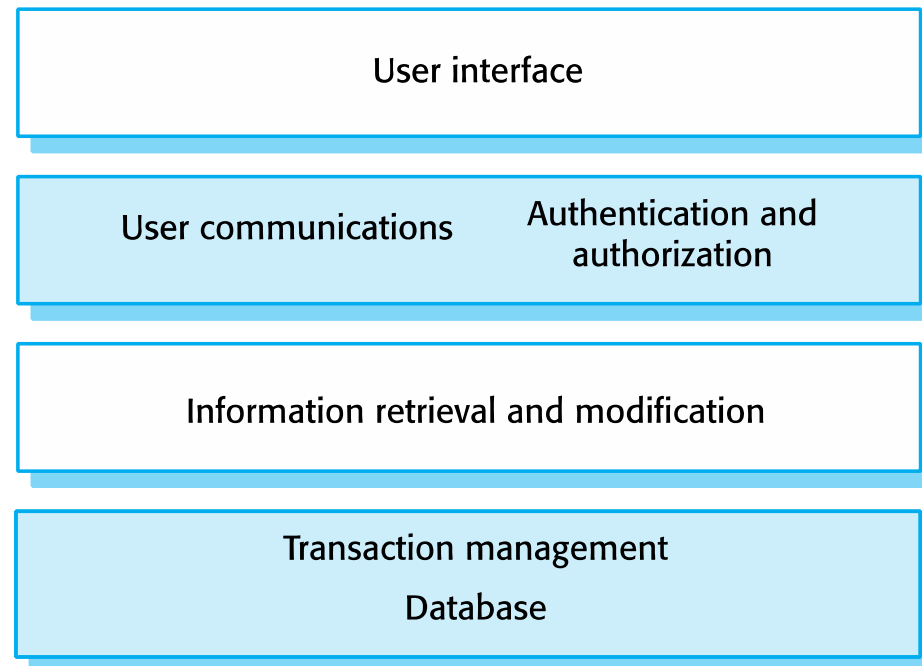 User interface
User communications
Authentication and
authorization
Information retrieval and modification
Transaction management
Database